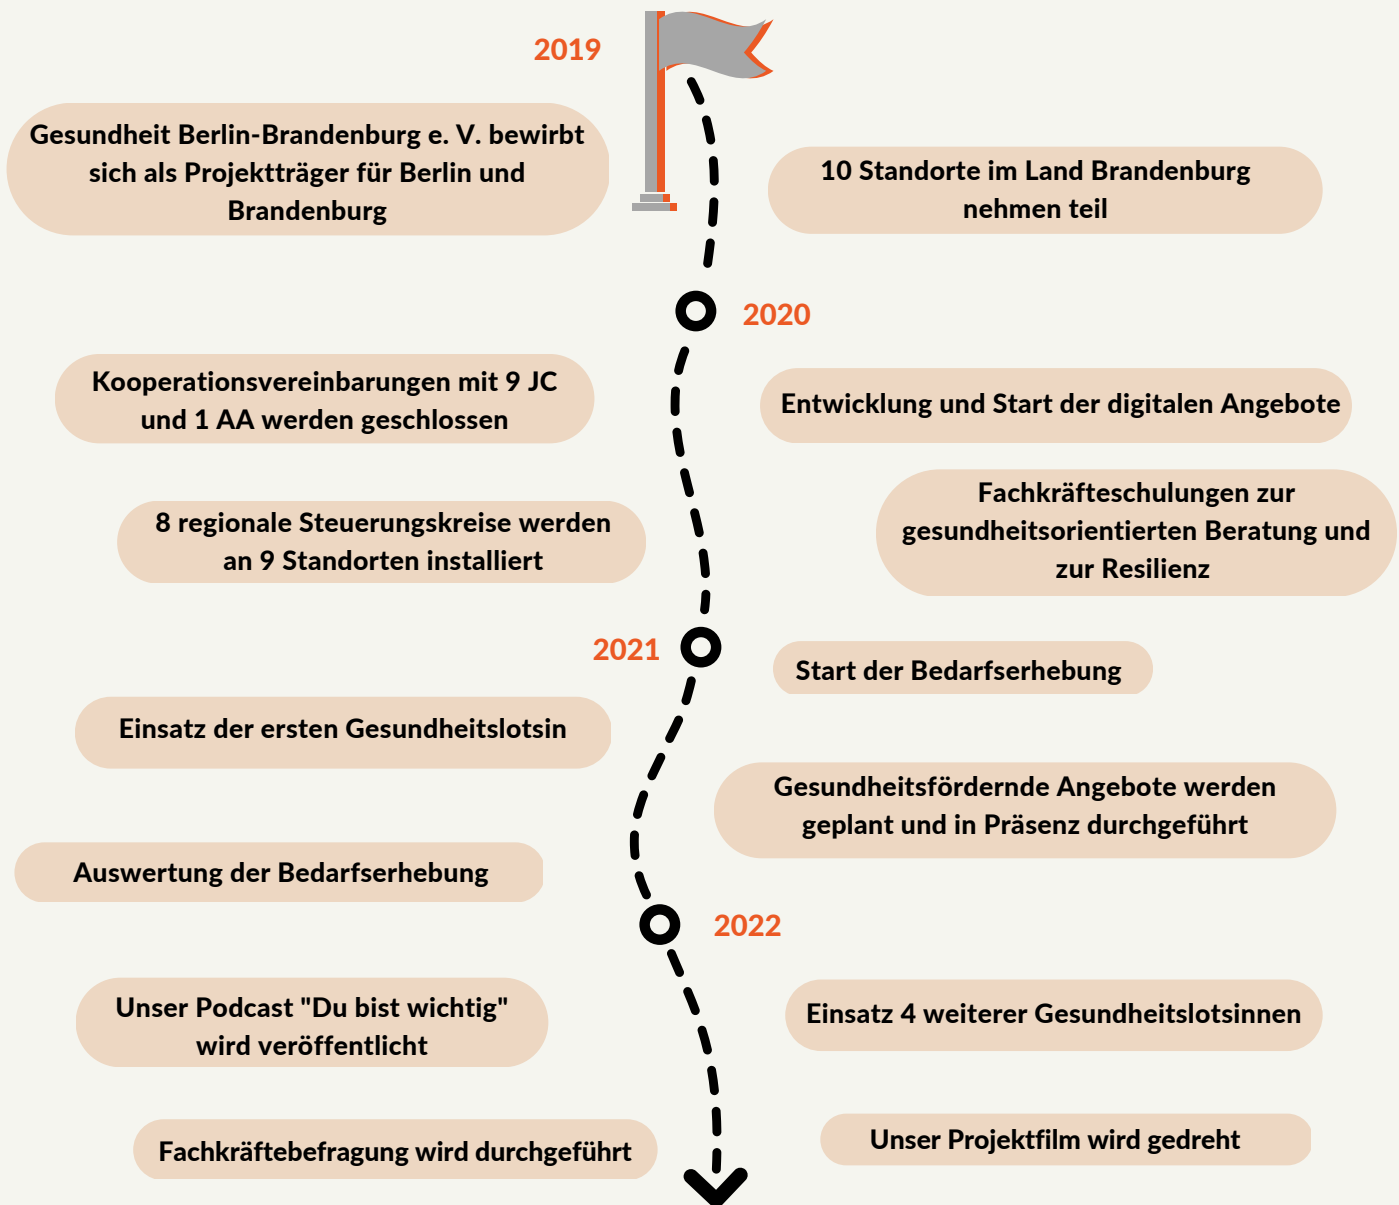 2019
Gesundheit Berlin-Brandenburg e. V. bewirbt
sich als Projektträger für Berlin und
Brandenburg
10 Standorte im Land Brandenburg
nehmen teil
2020
Kooperationsvereinbarungen mit 9 JC
und 1 AA werden geschlossen
Entwicklung und Start der digitalen Angebote
8 regionale Steuerungskreise werden
an 9 Standorten installiert
Fachkräfteschulungen zur
gesundheitsorientierten Beratung und
zur Resilienz
2021
Start der Bedarfserhebung
Einsatz der ersten Gesundheitslotsin
Gesundheitsfördernde Angebote werden
geplant und in Präsenz durchgeführt
Auswertung der Bedarfserhebung
2022
Unser Podcast "Du bist wichtig"
wird veröffentlicht
Einsatz 4 weiterer Gesundheitslotsinnen
Fachkräftebefragung wird durchgeführt
Unser Projektfilm wird gedreht